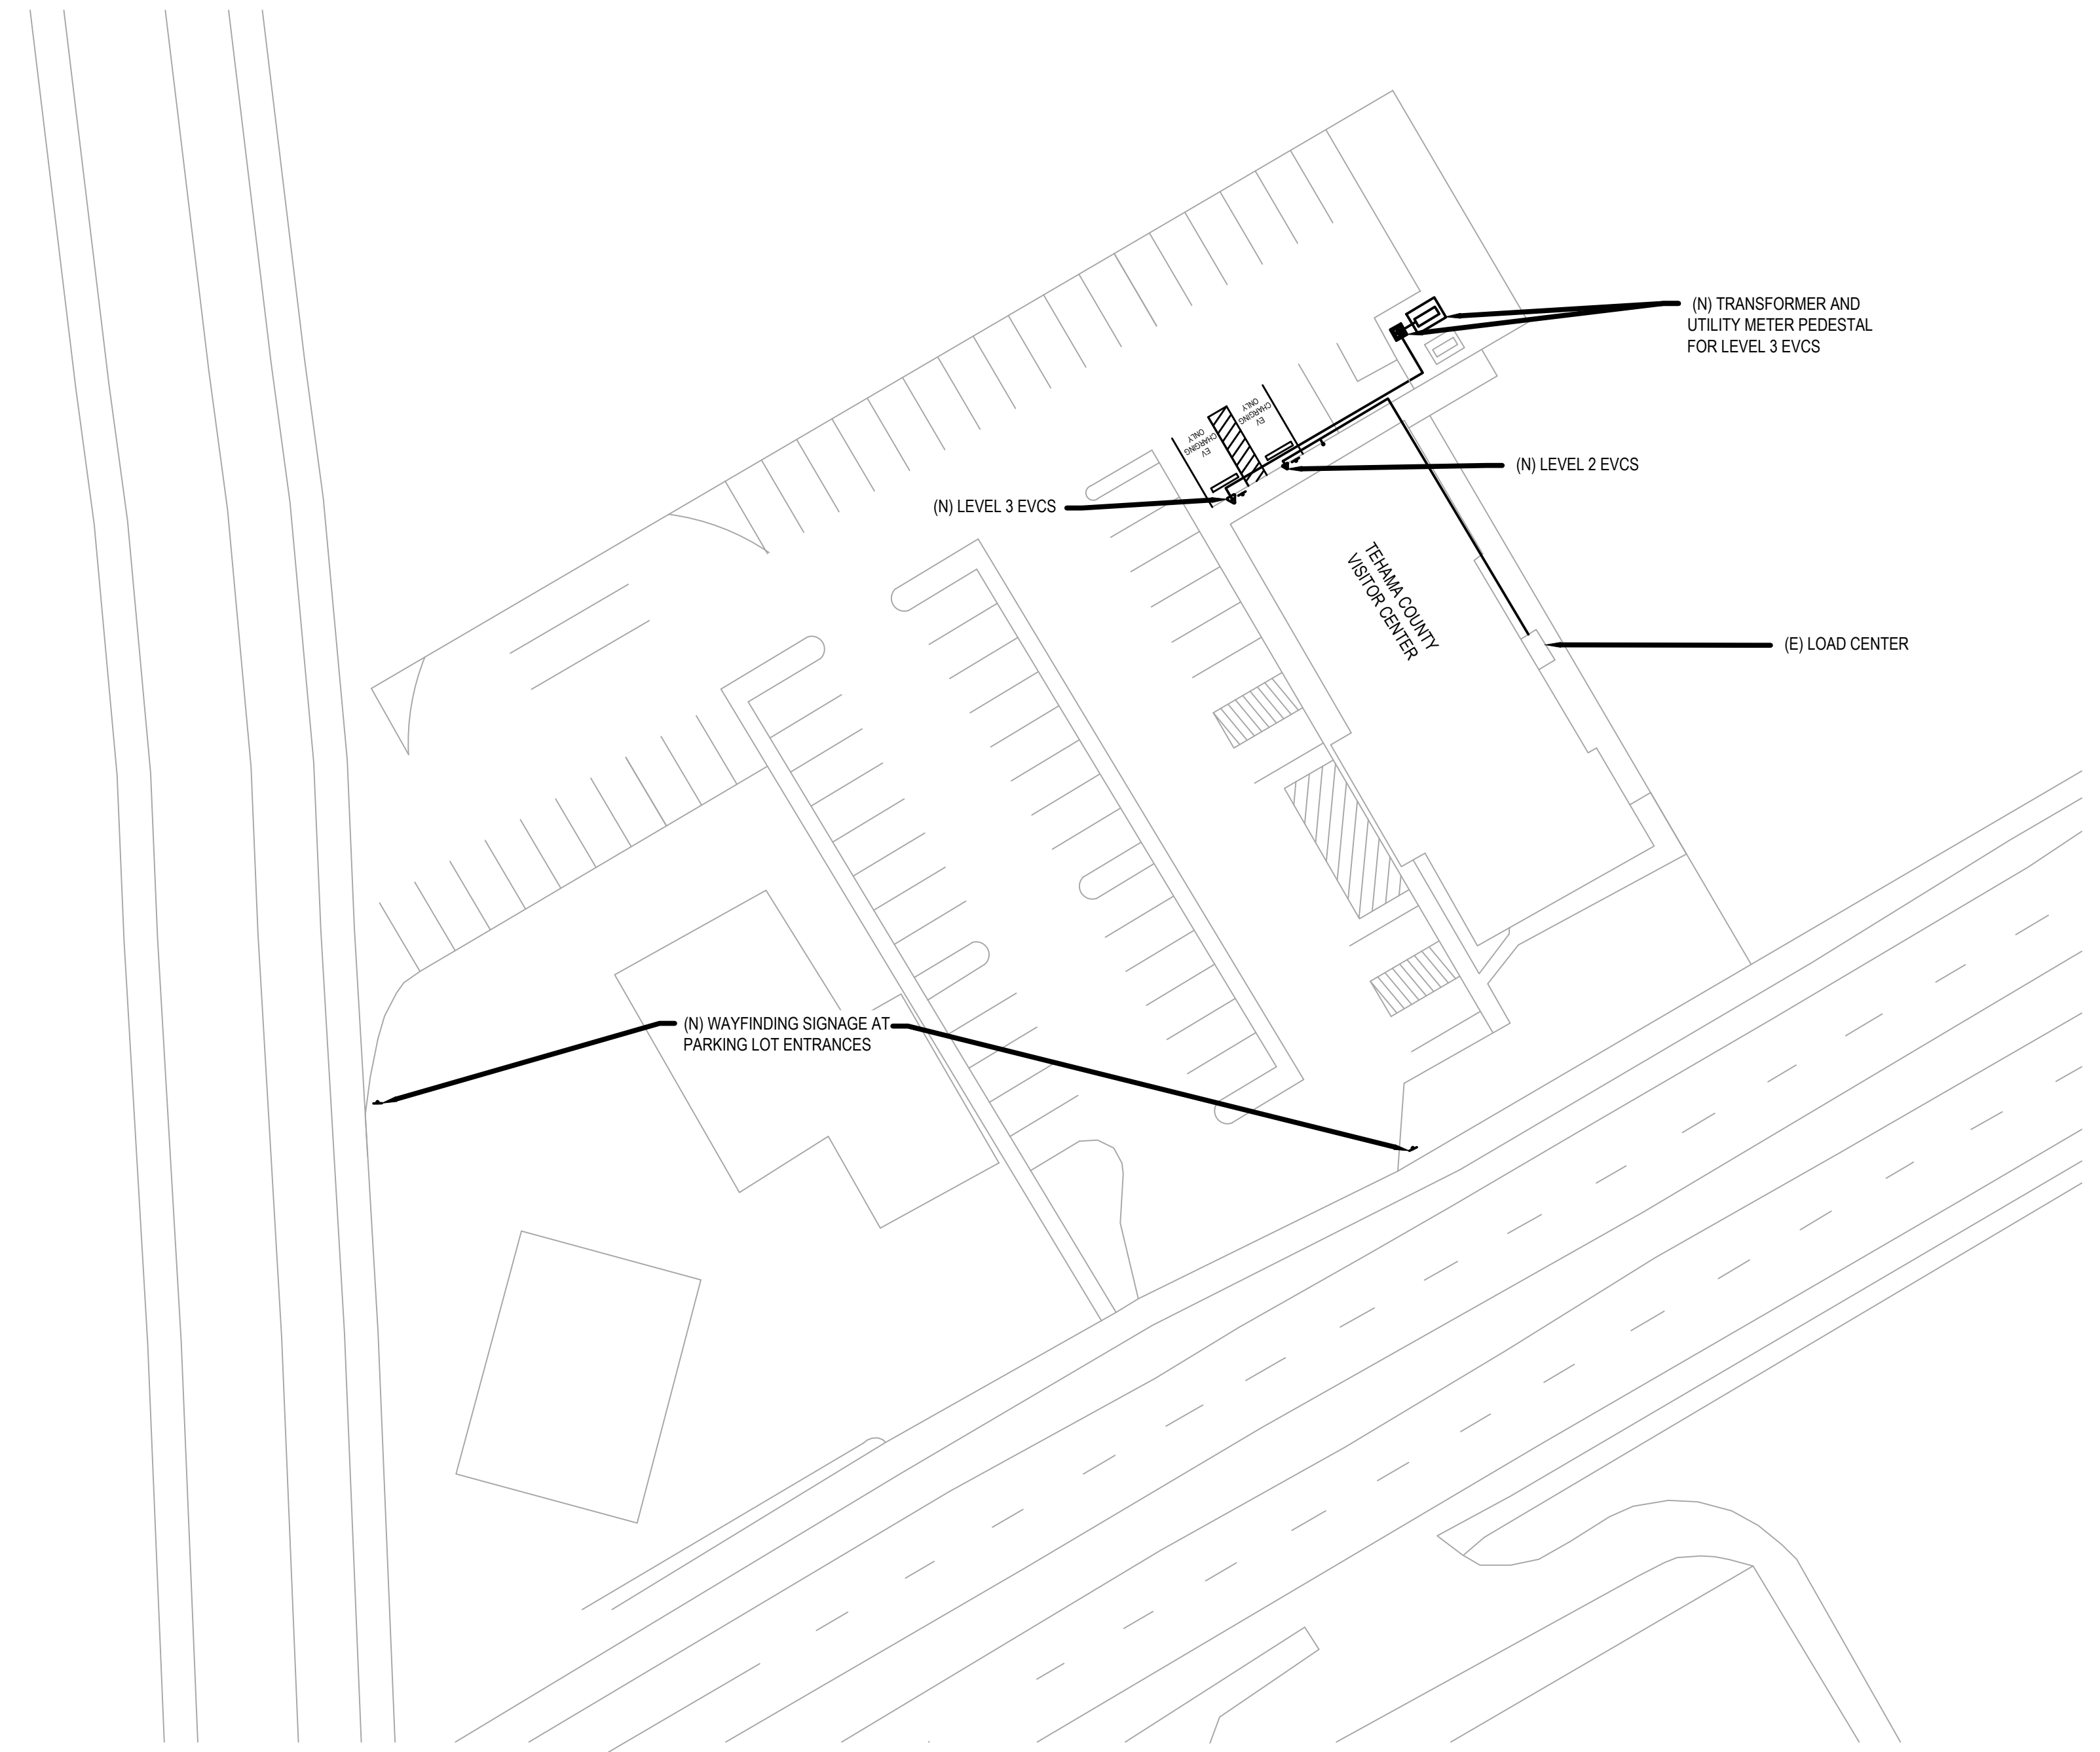 (N) TRANSFORMER AND
UTILITY METER PEDESTAL
FOR LEVEL 3 EVCS
EV
CHARGING
ONLY
EV
CHARGING
ONLY
(N) LEVEL 2 EVCS
(N) LEVEL 3 EVCS
TEHAMA COUNTY
VISITOR CENTER
(E) LOAD CENTER
(N) WAYFINDING SIGNAGE AT
PARKING LOT ENTRANCES